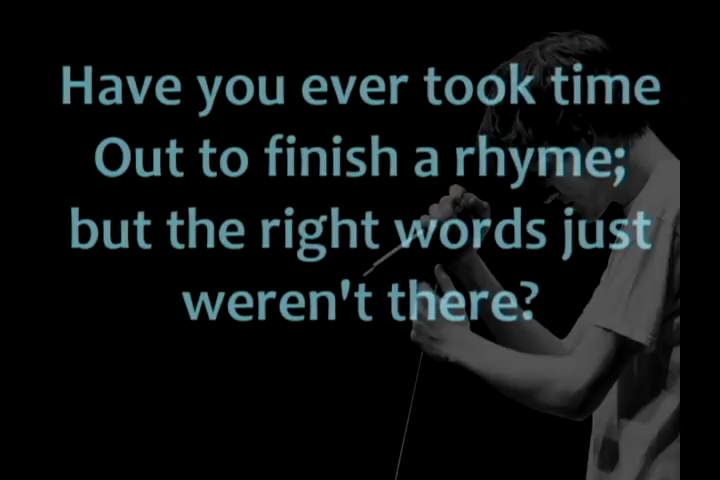 Have you ever took time
Out to finish a rhyme;
but the right words just
weren't there?